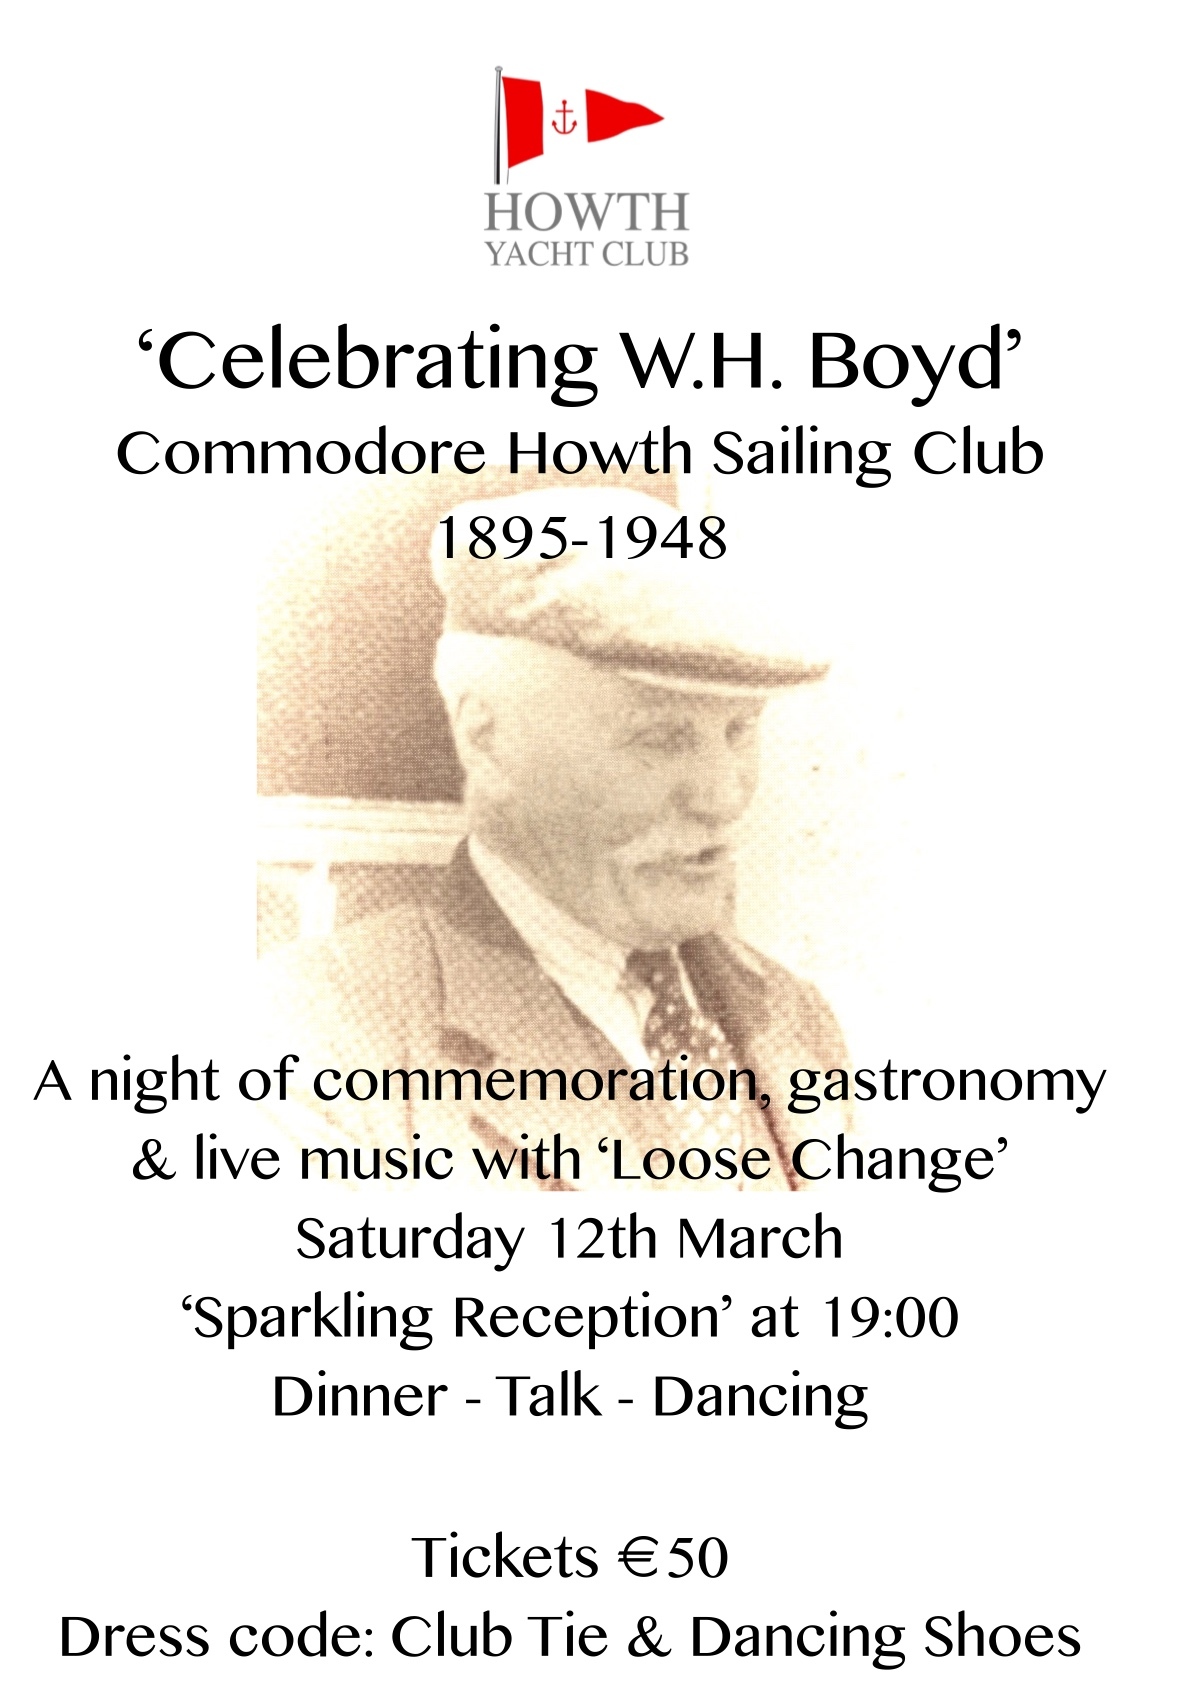 HOWTH
YACHT CLUB
‘Celebrating W.H. Boyd’
Commodore Howth Sailing Club
1895-1948
A night of commemoration, gastronomy
& live music with ‘Loose Change’
Saturday 12th March
‘Sparkling Reception’ at 19:00
Dinner - Talk - Dancing
Tickets €50
Dress code: Club Tie & Dancing Shoes